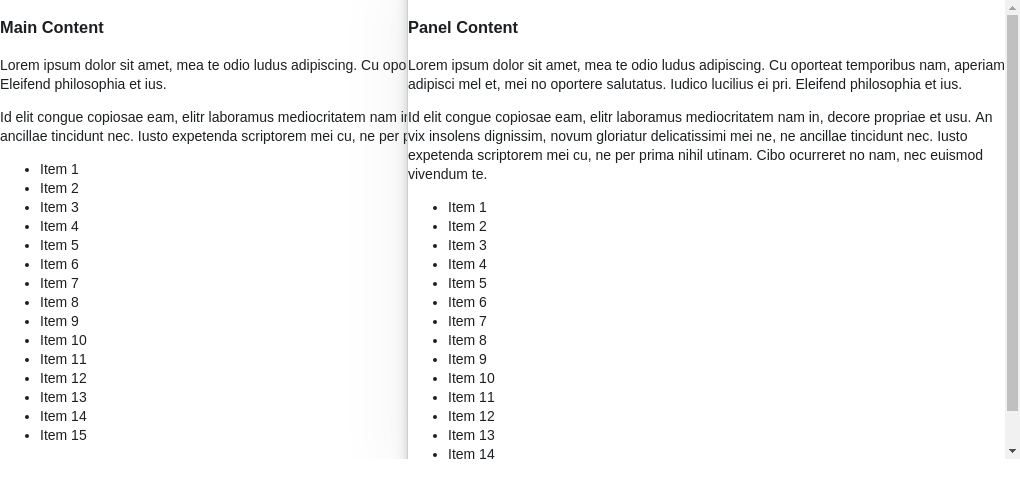 Main Content
Lorem ipsum dolor sit amet, mea te odio ludus adipiscing. Cu opo
Eleifend philosophia et ius.
Id elit congue copiosae eam, elitr laboramus mediocritatem nam in
ancillae tincidunt nec. Iusto expetenda scriptorem mei cu, ne per p
Item 1
Item 2
Item 3
Item 4
Item 5
Item 6
Item 7
Item 8
Item 9
Item 10
Item 11
Item 12
Item 13
Item 14
Item 15
Panel Content
Lorem ipsum dolor sit amet, mea te odio ludus adipiscing. Cu oporteat temporibus nam, aperiam
adipisci mel et, mei no oportere salutatus. Iudico lucilius ei pri. Eleifend philosophia et ius.
Id elit congue copiosae eam, elitr laboramus mediocritatem nam in, decore propriae et usu. An
vix insolens dignissim, novum gloriatur delicatissimi mei ne, ne ancillae tincidunt nec. Iusto
expetenda scriptorem mei cu, ne per prima nihil utinam. Cibo ocurreret no nam, nec euismod
vivendum te.
Item 1
Item 2
Item 3
Item 4
Item 5
Item 6
Item 7
Item 8
Item 9
Item 10
Item 11
Item 12
Item 13
Item 14